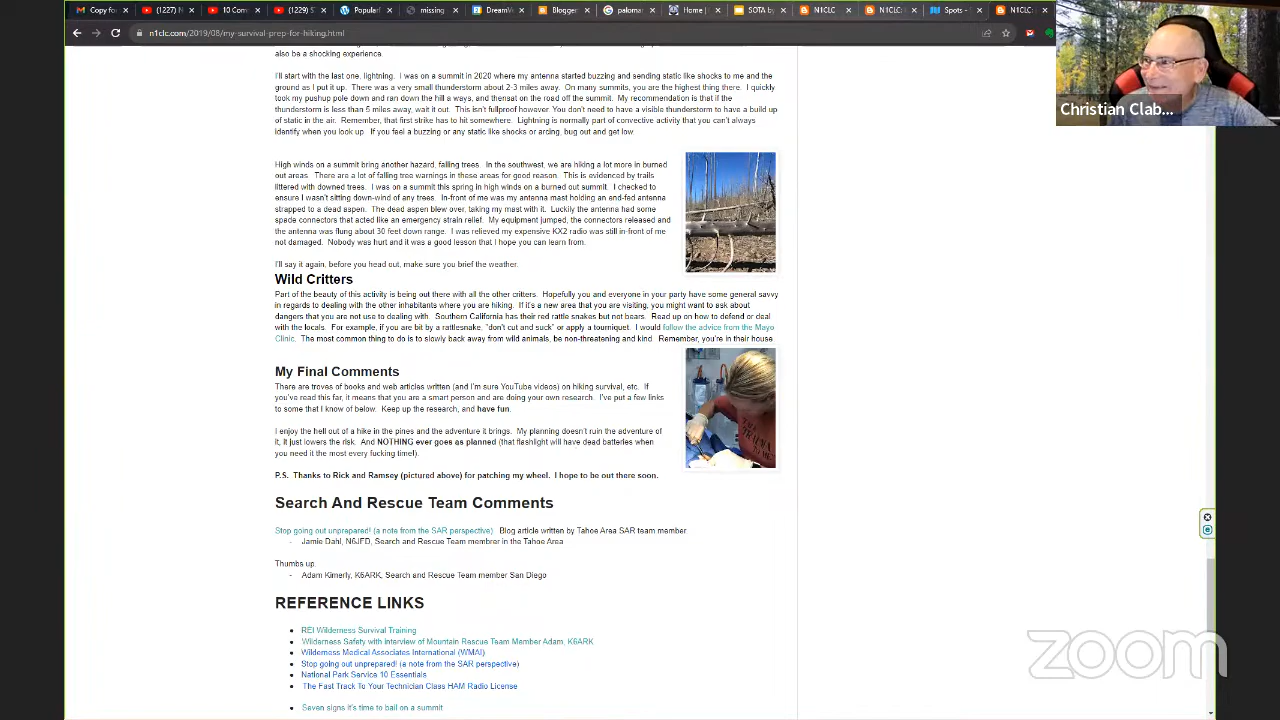 Copy for
(1227) N
10 Com
(1229) S
Popular
missing
DreamV
Blogge
paloma
Home |
SOTA by
N1CLC
N1CLC:
Spots -
N1CLC:
n1clc.com/2019/08/my-survival-prep-for-hiking.html
also be a shocking experience.
I'll start with the last one, lightning. I was on a summit in 2020 where my antenna started buzzing and sending static like shocks to me and the
ground as I put it up. There was a very small thunderstorm about 2-3 miles away. On many summits, you are the highest thing there. I quickly
took my pushup pole down and ran down the hill a ways, and thensat on the road off the summit. My recommendation is that if the
thunderstorm is less than 5 miles away, wait it out. This isn't fullproof however. You don't need to have a visible thunderstorm to have a build up
of static in the air. Remember, that first strike has to hit somewhere. Lightning is normally part of convective activity that you can't always
identify when you look up. If you feel a buzzing or any static like shocks or arcing, bug out and get low.
High winds on a summit bring another hazard, falling trees. In the southwest, we are hiking a lot more in burned
out areas There are a lot of falling tree warnings in these areas for good reason. This is evidenced by trails
littered with downed trees. I was on a summit this spring in high winds on a burned out summit. I checked to
ensure I wasn't sitting down-wind of any trees. In-front of me was my antenna mast holding an end-fed antenna
strapped to a dead aspen. The dead aspen blew over, taking my mast with it. Luckily the antenna had some
spade connectors that acted like an emergency strain relief. My equipment jumped, the connectors released and
the antenna was flung about 30 feet down range. I was relieved my expensive KX2 radio was still in-front of me
not damaged. Nobody was hurt and it was a good lesson that I hope you can learn from.
I'll say it again, before you head out, make sure you brief the weather.
Wild Critters
Part of the beauty of this activity is being out there with all the other critters. Hopefully you and everyone in your party have some general savvy
in regards to dealing with the other inhabitants where you are hiking. If it's a new area that you are visiting, you might want to ask about
dangers that you are not use to dealing with. Southern California has their red rattle snakes but not bears. Read up on how to defend or deal
with the locals. For example, if you are bit by a rattlesnake, "don't cut and suck" or apply a tourniquet. I would follow the advice from the Mayo
Clinic. The most common thing to do is to slowly back away from wild animals, be non-threatening and kind. Remember, you're in their house.
My Final Comments
There are troves of books and web articles written (and I'm sure YouTube videos) on hiking survival, etc. If
you've read this far, it means that you are a smart person and are doing your own research. I've put a few links
to some that I know of below. Keep up the research, and have fun.
I enjoy the hell out of a hike in the pines and the adventure it brings. My planning doesn't ruin the adventure of
it, it just lowers the risk. And NOTHING ever goes as planned (that flashlight will have dead batteries when
you need it the most every fucking time!).
P.S. Thanks to Rick and Ramsey (pictured above) for patching my wheel. I hope to be out there soon.
Search And Rescue Team Comments
Stop going out unprepared! (a note from the SAR perspective) Blog article written by Tahoe Area SAR team member.
- Jamie Dahl, N6JFD, Search and Rescue Team memberer in the Tahoe Area
Thumbs up.
- Adam Kimerly, K6ARK, Search and Rescue Team member San Diego
REFERENCE LINKS
REI Wilderness Survival Training
Wilderness Safety with interview of Mountain Rescue Team Member Adam, K6ARK
Wilderness Medical Associates International (WMAI)
Stop going out unprepared! (a note from the SAR perspective)
National Park Service 10 Essentials
The Fast Track To Your Technician Class HAM Radio License
Seven signs it's time to bail on a summit
Christian Clab...
zoom